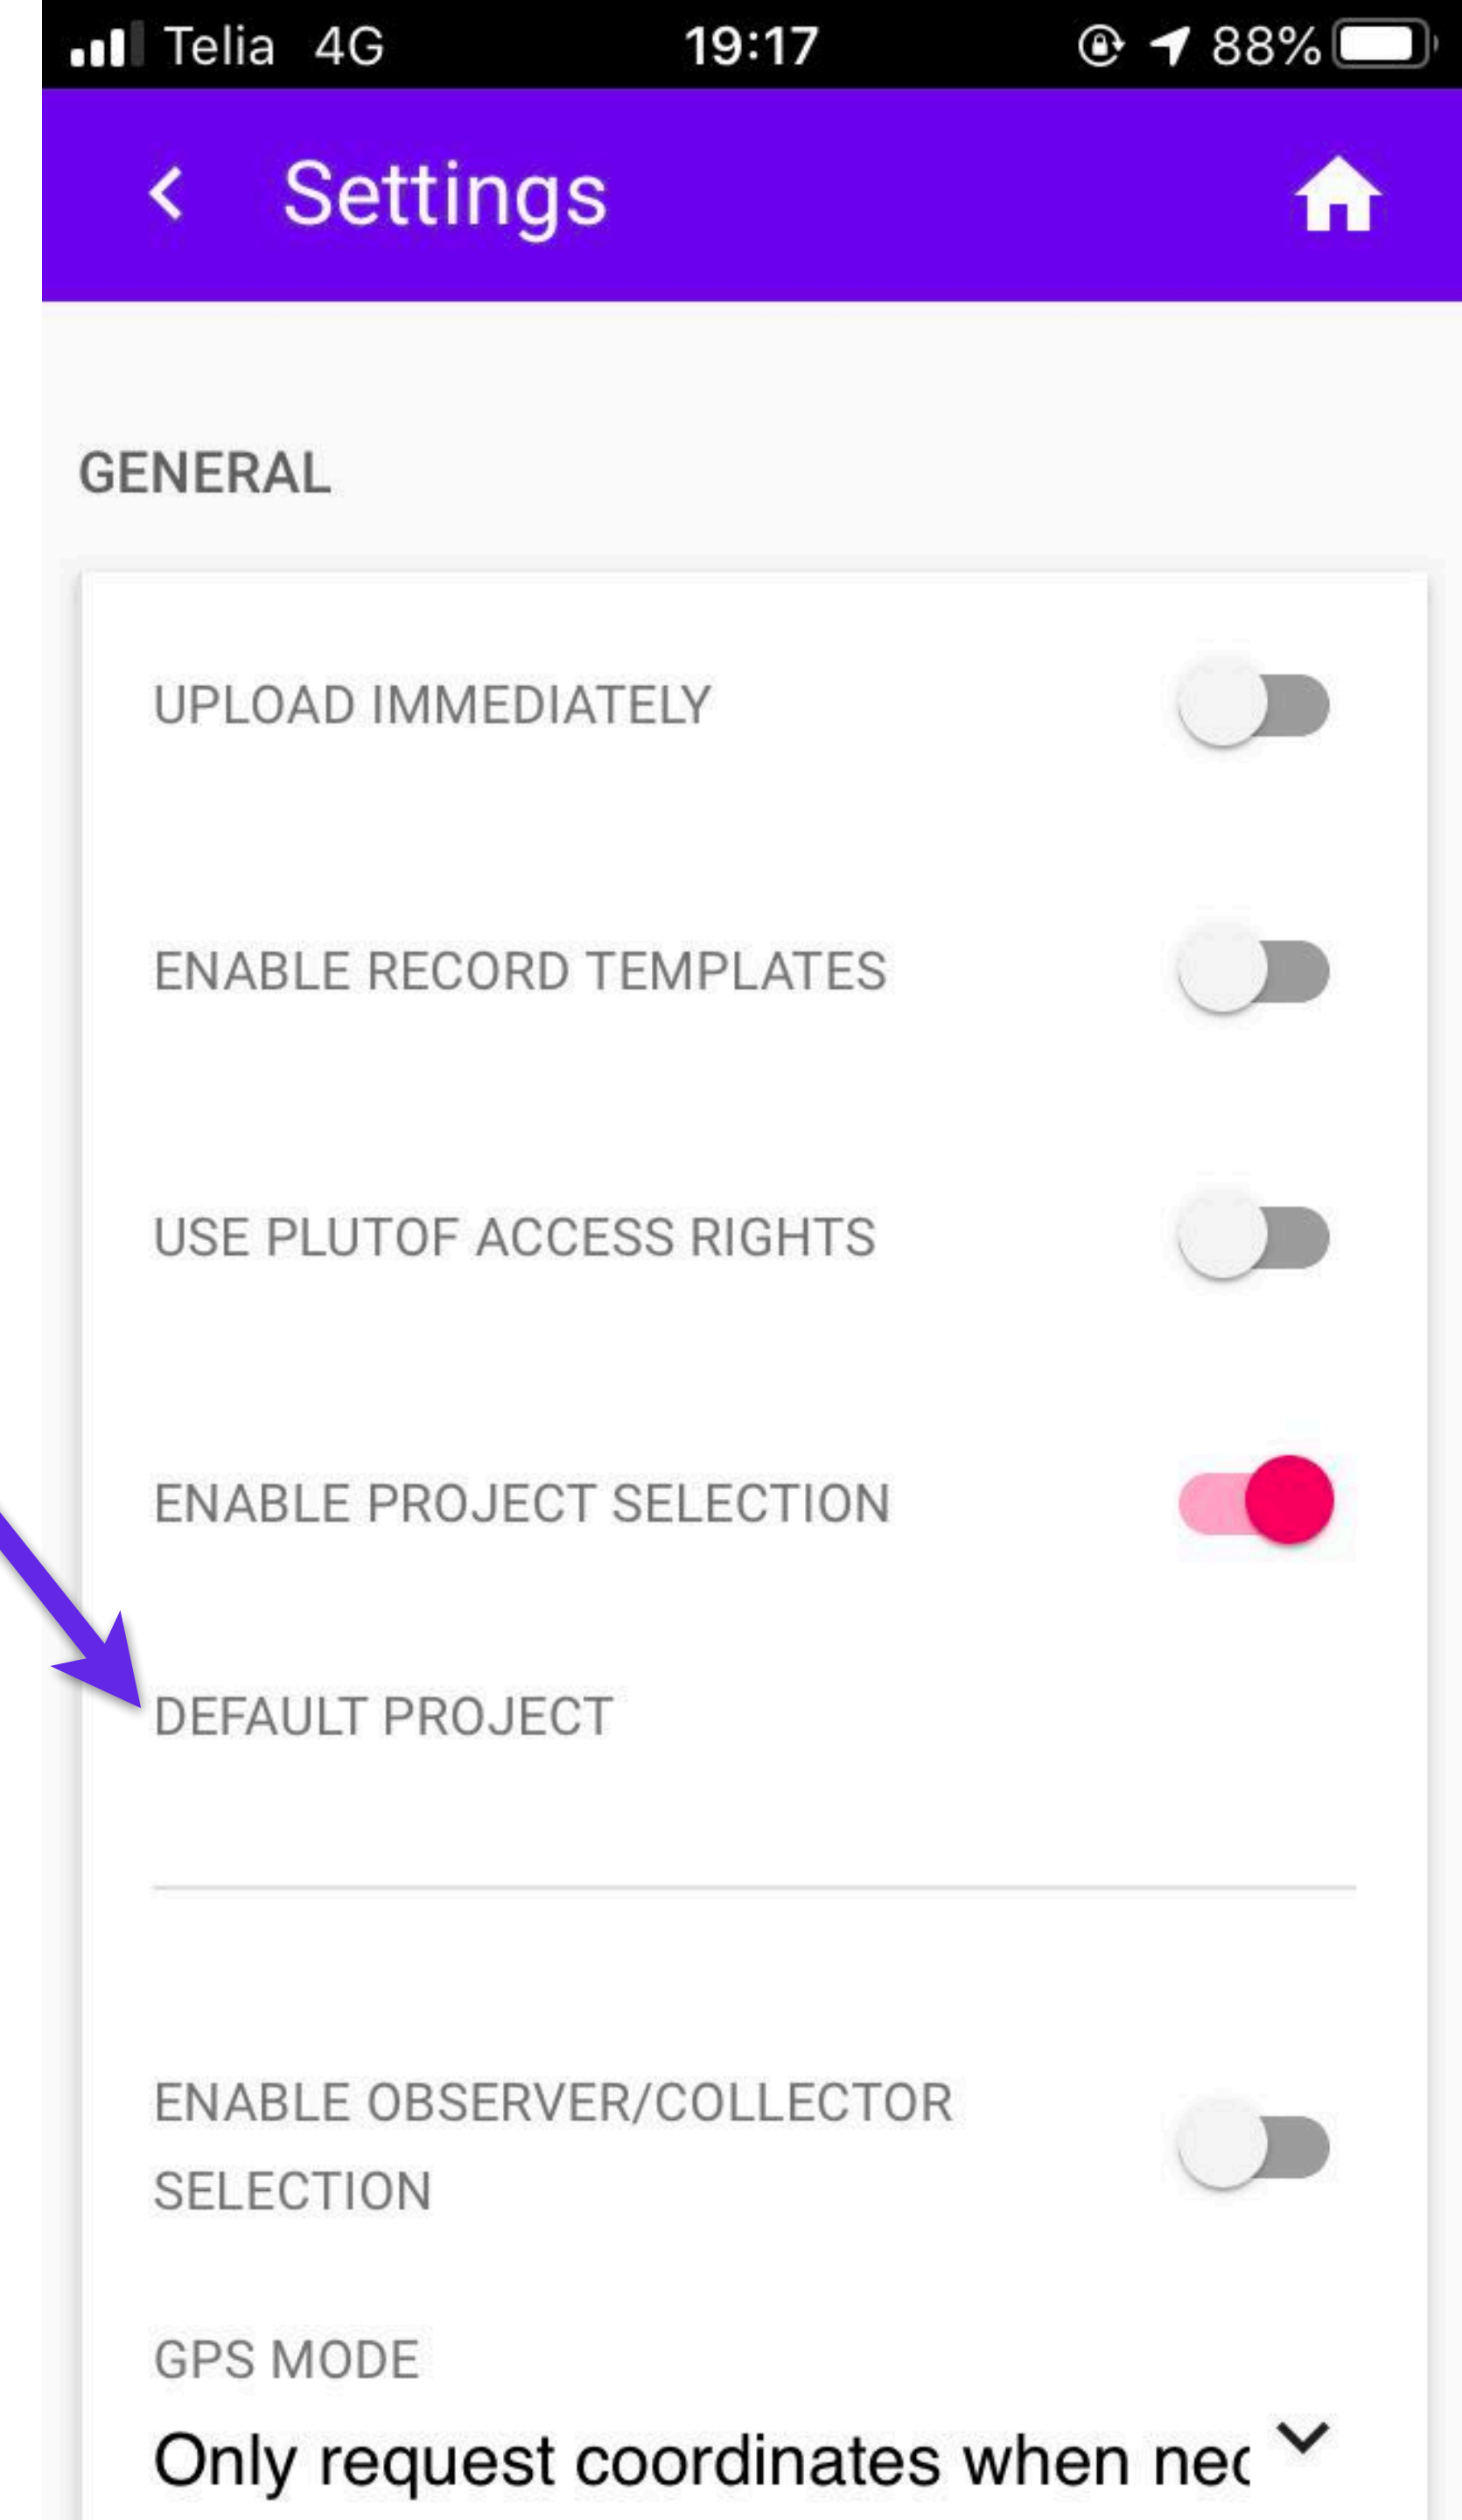 Telia 4G 19:17 88%
Settings
GENERAL
UPLOAD IMMEDIATELY
ENABLE RECORD TEMPLATES
USE PLUTOF ACCESS RIGHTS
ENABLE PROJECT SELECTION
DEFAULT PROJECT
ENABLE OBSERVER/COLLECTOR
SELECTION
GPS MODE
Only request coordinates when